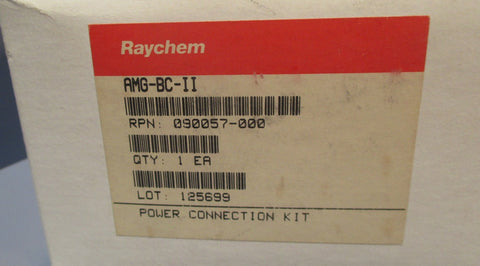 Raychem
AMG-BC-II
RPN: 090057-000
QTY: 1 EA
LOT: 125699
POWER CONNECTION KIT